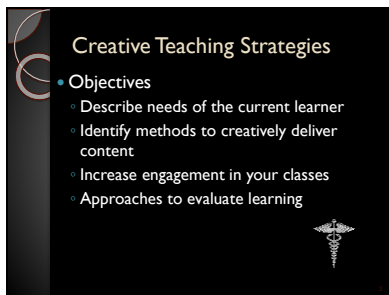 Creative Teaching Strategies
Objectives
Describe needs of the current learner
Identify methods to creatively deliver
content
Increase engagement in your classes
Approaches to evaluate learning